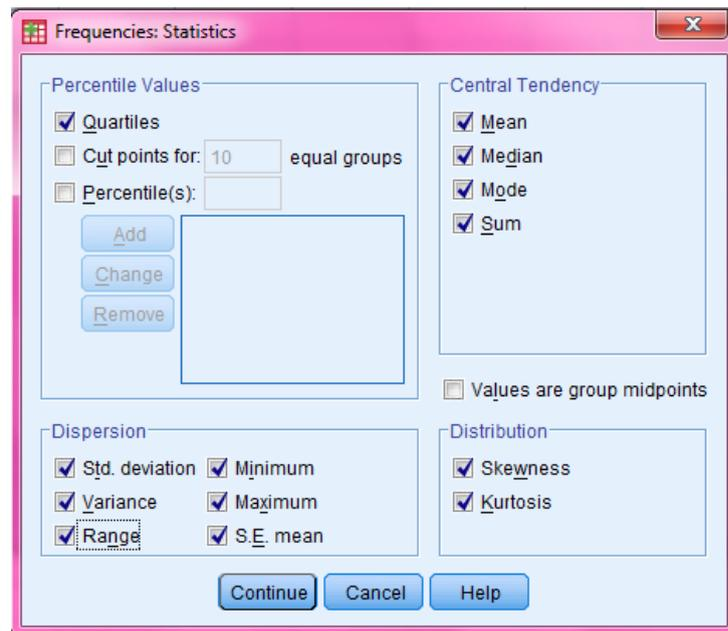 Frequencies: Statistics
Percentile Values
Quartiles
Cut points for: 10 equal groups
Percentile(s):
Add
Change
Remove
Central Tendency
Mean
Median
Mode
Sum
Values are group midpoints
Dispersion
Std. deviation Minimum
Variance Maximum
Range S.E. mean
Distribution
Skewness
Kurtosis
Continue Cancel Help